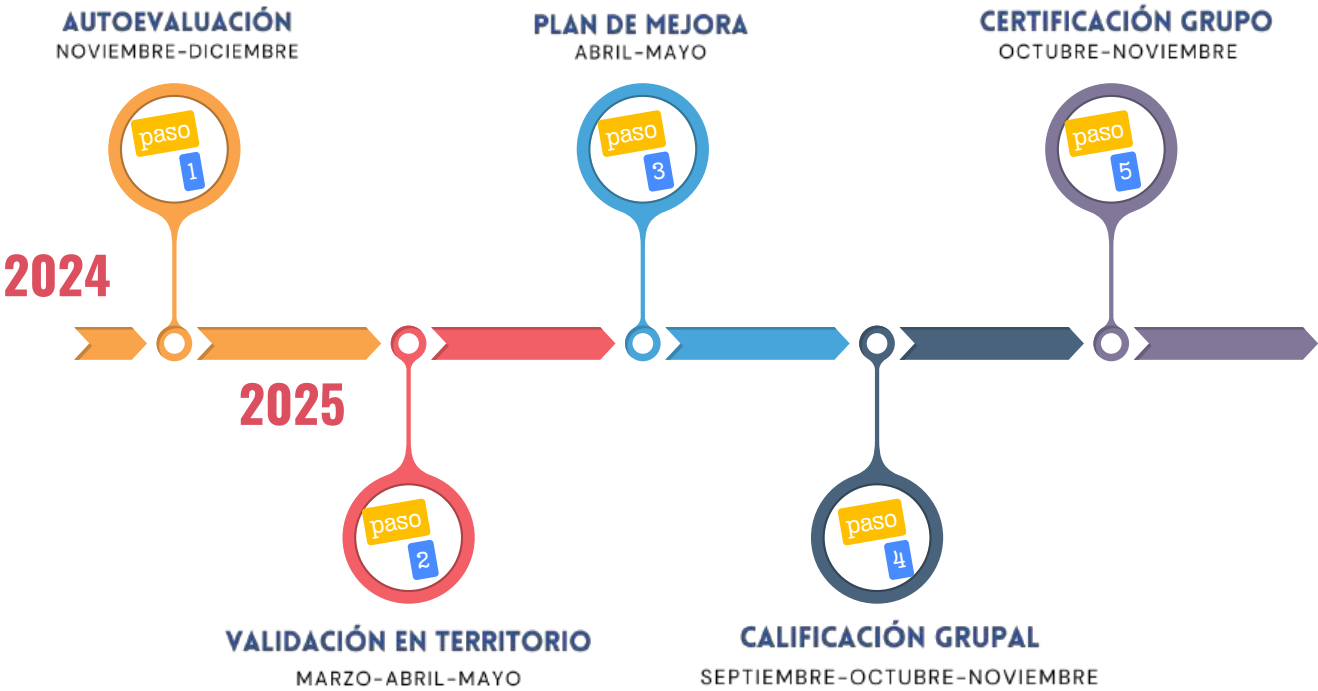 AUTOEVALUACIÓN
NOVIEMBRE-DICIEMBRE
paso
1
PLAN DE MEJORA
ABRIL-MAYO
paso
3
CERTIFICACIÓN GRUPO
OCTUBRE-NOVIEMBRE
paso
5
2024
2025
paso
2
VALIDACIÓN EN TERRITORIO
MARZO-ABRIL-MAYO
paso
4
CALIFICACIÓN GRUPAL
SEPTIEMBRE-OCTUBRE-NOVIEMBRE